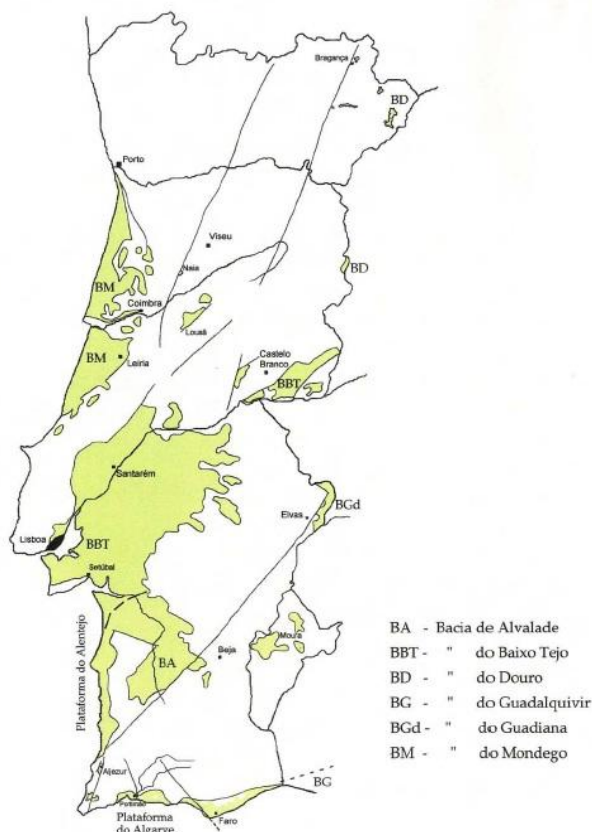 Bragança
BD
Porto
Viseu
Naia
BD
BM
Coimbra
Lousã
BM
Leiria
Castelo
Branco
BBT
Santarém
BGd
Elvas
Lisboa
BBT
Setúbal
Plataforma do Alentejo
Moura
Beja
BA
BA - Bacia de Alvalade
BBT - " do Baixo Tejo
BD - " do Douro
BG - " do Guadalquivir
BGd - " do Guadiana
BM - " do Mondego
Aljezur
BG
Portimão
Faro
Plataforma
do Algarve